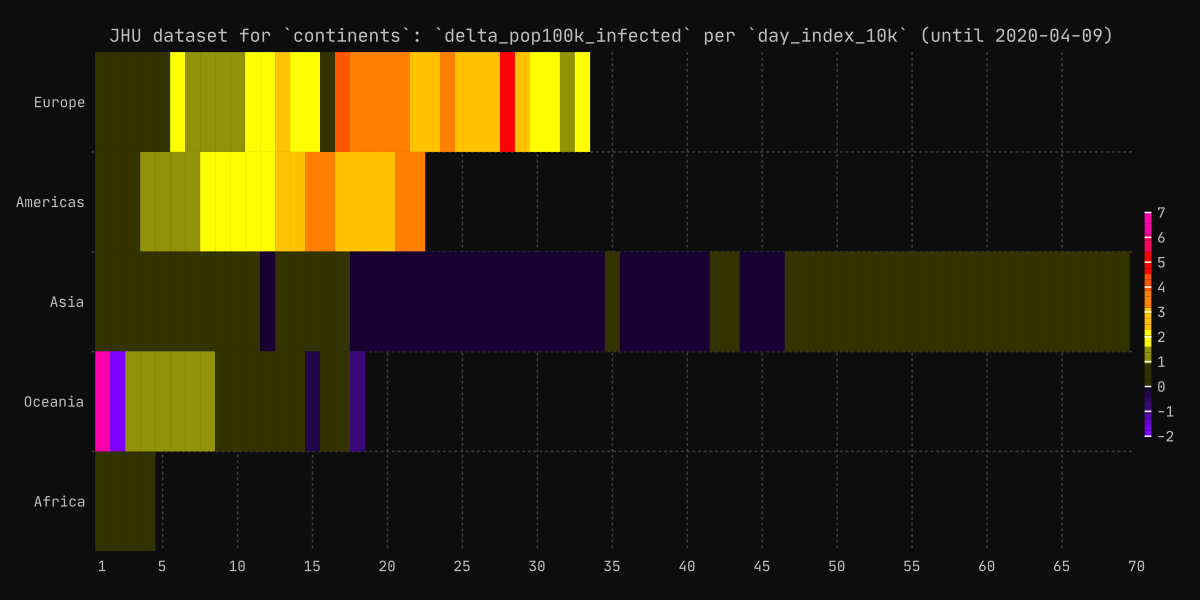 JHU dataset for `continents`: `delta_pop100k_infected` per `day_index_10k` (until 2020-04-09)
Europe
Americas
Asia
Oceania
Africa
7
6
5
4
3
2
1
0
-1
-2
1 5 10 15 20 25 30 35 40 45 50 55 60 65 70